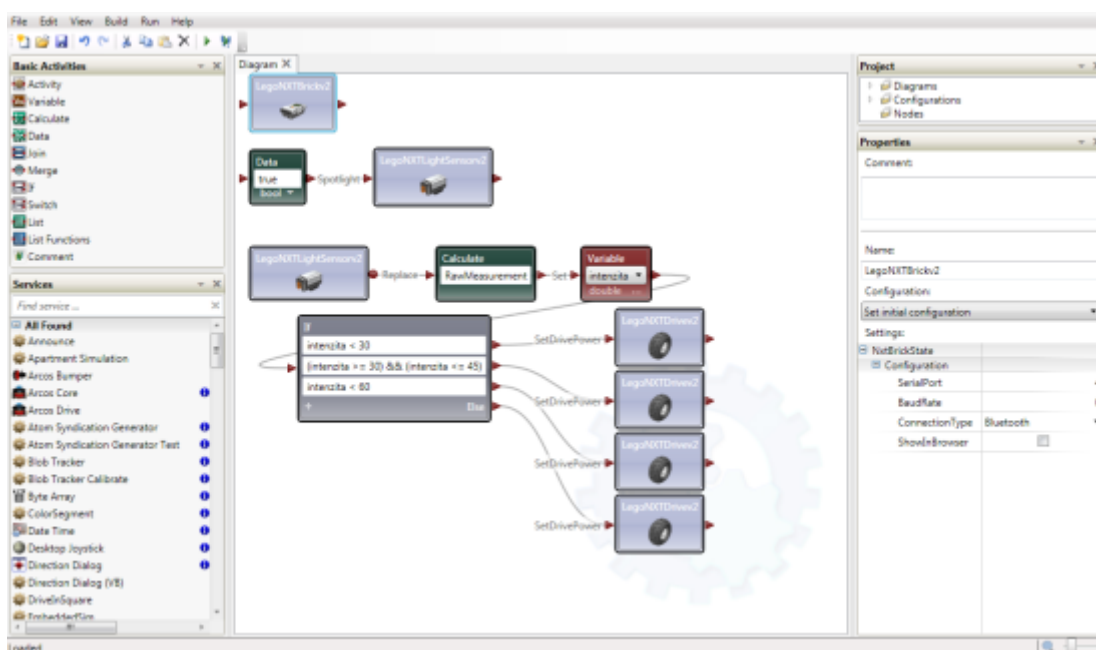 File Edit View Build Run Help
Basic Activities
Activity
Variable
Calculate
Data
Join
Merge
If
Switch
List
List Functions
Comment
Services
Find service ...
All Found
Announce
Apartment Simulation
Arcos Bumper
Arcos Core
Arcos Drive
Atom Syndication Generator
Atom Syndication Generator Test
Blob Tracker
Blob Tracker Calibrate
Byte Array
ColorSegment
Data Time
Desktop Joystick
Direction Dialog
Direction Dialog (VB)
DriveInSquare
EmbeddedSim
Loaded
Diagram
LegoNXTBrickv2
Data
true
bool
Spotlight
LegoNXTLightSensorv2
LegoNXTLightSensorv2
Replace
Calculate
RawMeasurement
Set
Variable
intenzita
double ...
If
intenzita < 30
(intenzita >= 30) && (intenzita <= 45)
intenzita < 60
+ Else
SetDrivePower
LegoNXTDrivev2
SetDrivePower
LegoNXTDrivev2
SetDrivePower
LegoNXTDrivev2
SetDrivePower
LegoNXTDrivev2
Project
Diagrams
Configurations
Nodes
Properties
Comment:
Name:
LegoNXTBrickv2
Configuration:
Set initial configuration
Settings:
NxtBrickState
Configuration
SerialPort
BaudRate
ConnectionType Bluetooth
ShowInBrowser